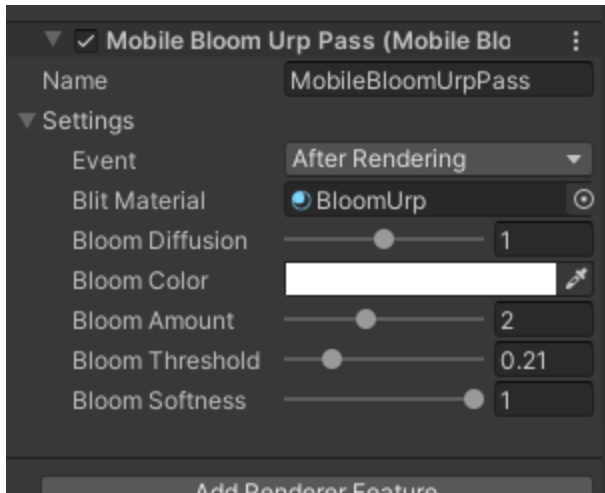 Mobile Bloom Urp Pass (Mobile Blo
Name MobileBloomUrpPass
Settings
Event After Rendering
Blit Material BloomUrp
Bloom Diffusion 1
Bloom Color
Bloom Amount 2
Bloom Threshold 0.21
Bloom Softness 1
Add Renderer Feature